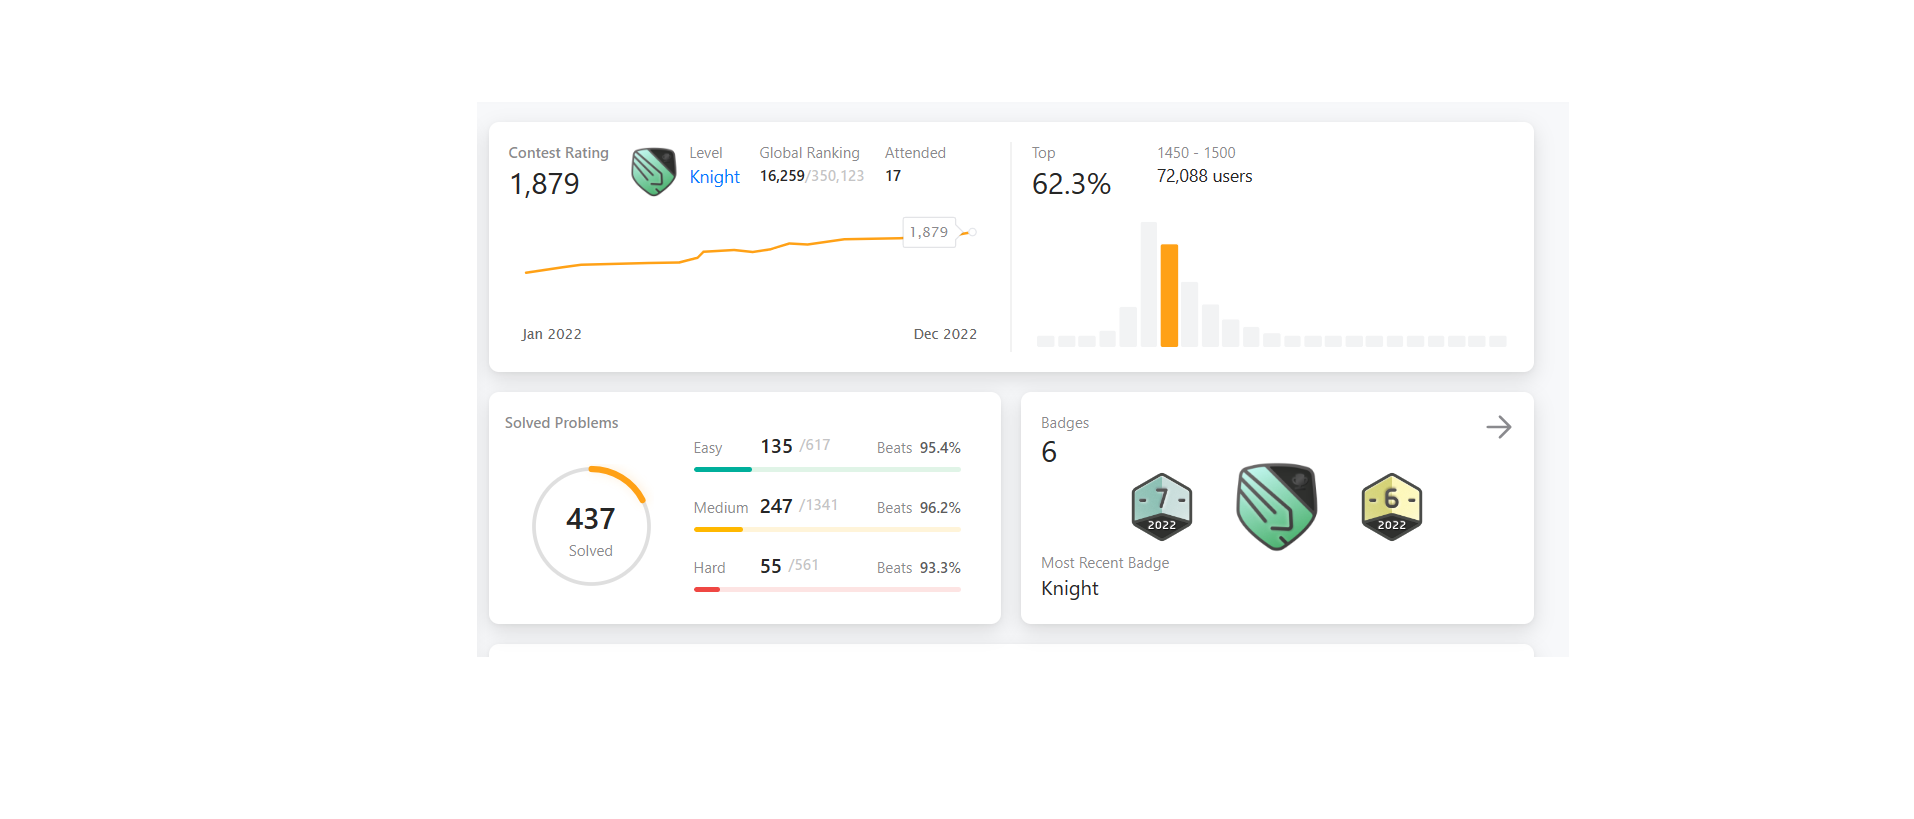 Contest Rating
1,879
Level
Knight
Global Ranking
16,259/350,123
Attended
17
1,879
Jan 2022
Dec 2022
Top
62.3%
1450 - 1500
72,088 users
Solved Problems
437
Solved
Easy 135 /617 Beats 95.4%
Medium 247 /1341 Beats 96.2%
Hard 55 /561 Beats 93.3%
Badges
6
- 7 -
2022
- 6 -
2022
Most Recent Badge
Knight